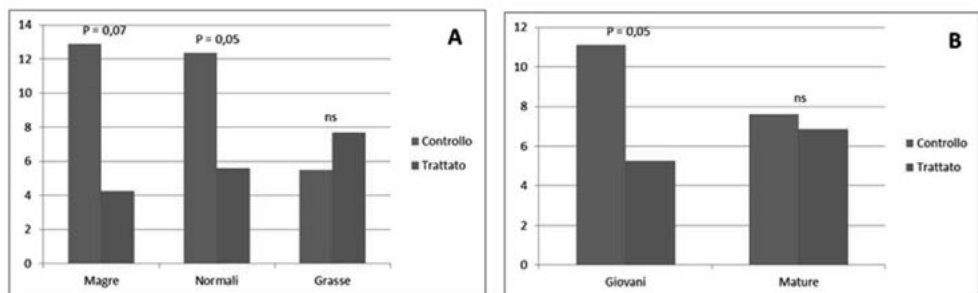 14
12
10
8
6
4
2
0
P = 0,07
P = 0,05
ns
A
Controllo
Trattato
Magre
Normali
Grasse
12
10
8
6
4
2
0
P = 0,05
ns
B
Controllo
Trattato
Giovani
Mature